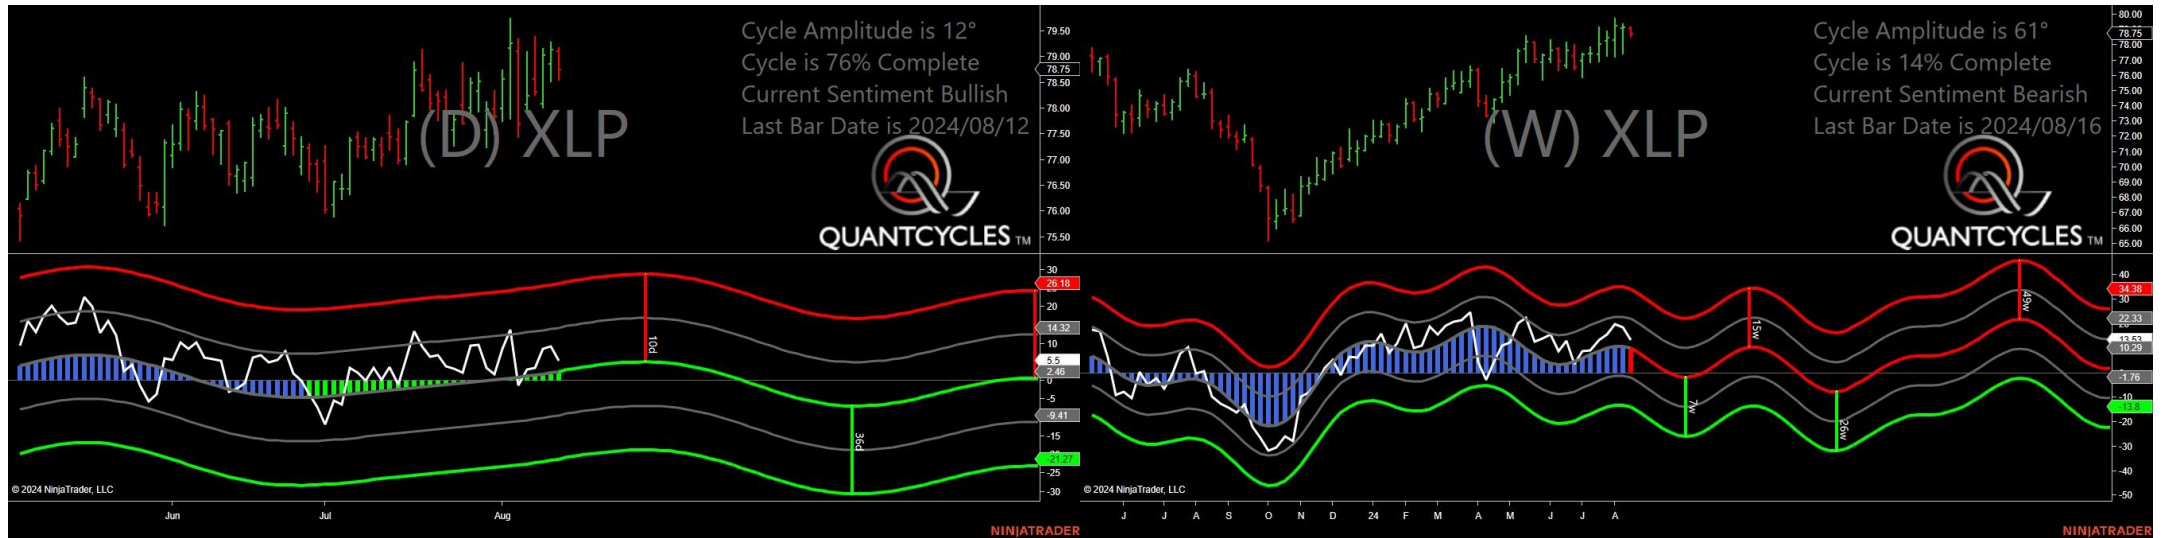 Cycle Amplitude is 12°
Cycle is 76% Complete
Current Sentiment Bullish
Last Bar Date is 2024/08/12
(D) XLP
QUANTCYCLES TM
79.50
79.00
78.75
78.50
78.00
77.50
77.00
76.50
76.00
75.50
30
26.18
20
14.32
10
5.5
2.46
0
-5
-9.41
-15
-21.27
-25
-30
10d
36d
© 2024 NinjaTrader, LLC
Jun Jul Aug
NINJATRADER
Cycle Amplitude is 61°
Cycle is 14% Complete
Current Sentiment Bearish
Last Bar Date is 2024/08/16
(W) XLP
QUANTCYCLES TM
80.00
78.75
78.00
77.00
76.00
75.00
74.00
73.00
72.00
71.00
70.00
69.00
68.00
67.00
66.00
65.00
40
34.38
30
22.33
13.53
10.29
-1.76
-10
-13.8
-20
-30
-40
-50
7w
15w
26w
49w
© 2024 NinjaTrader, LLC
J J A S O N D 24 F M A M J J A
NINJATRADER